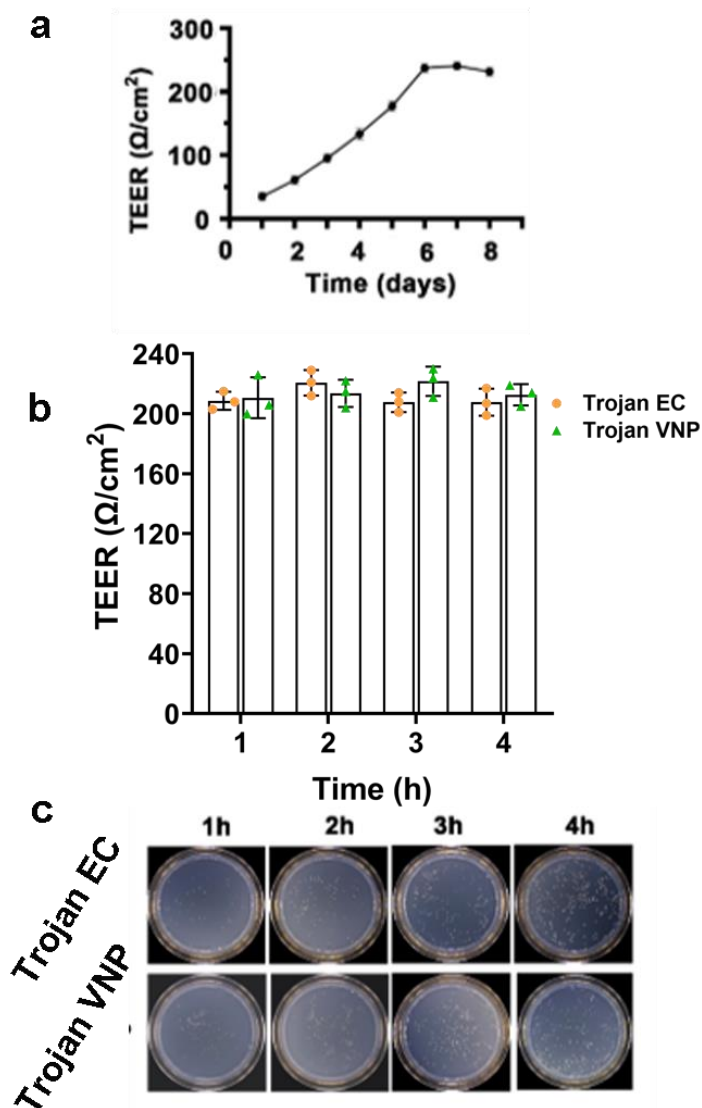 a
300
200
100
0
TEER (Ω/cm²)
0 2 4 6 8
Time (days)
b
240
200
160
120
80
40
0
TEER (Ω/cm²)
Trojan EC
Trojan VNP
1 2 3 4
Time (h)
c
1h 2h 3h 4h
Trojan EC
Trojan VNP